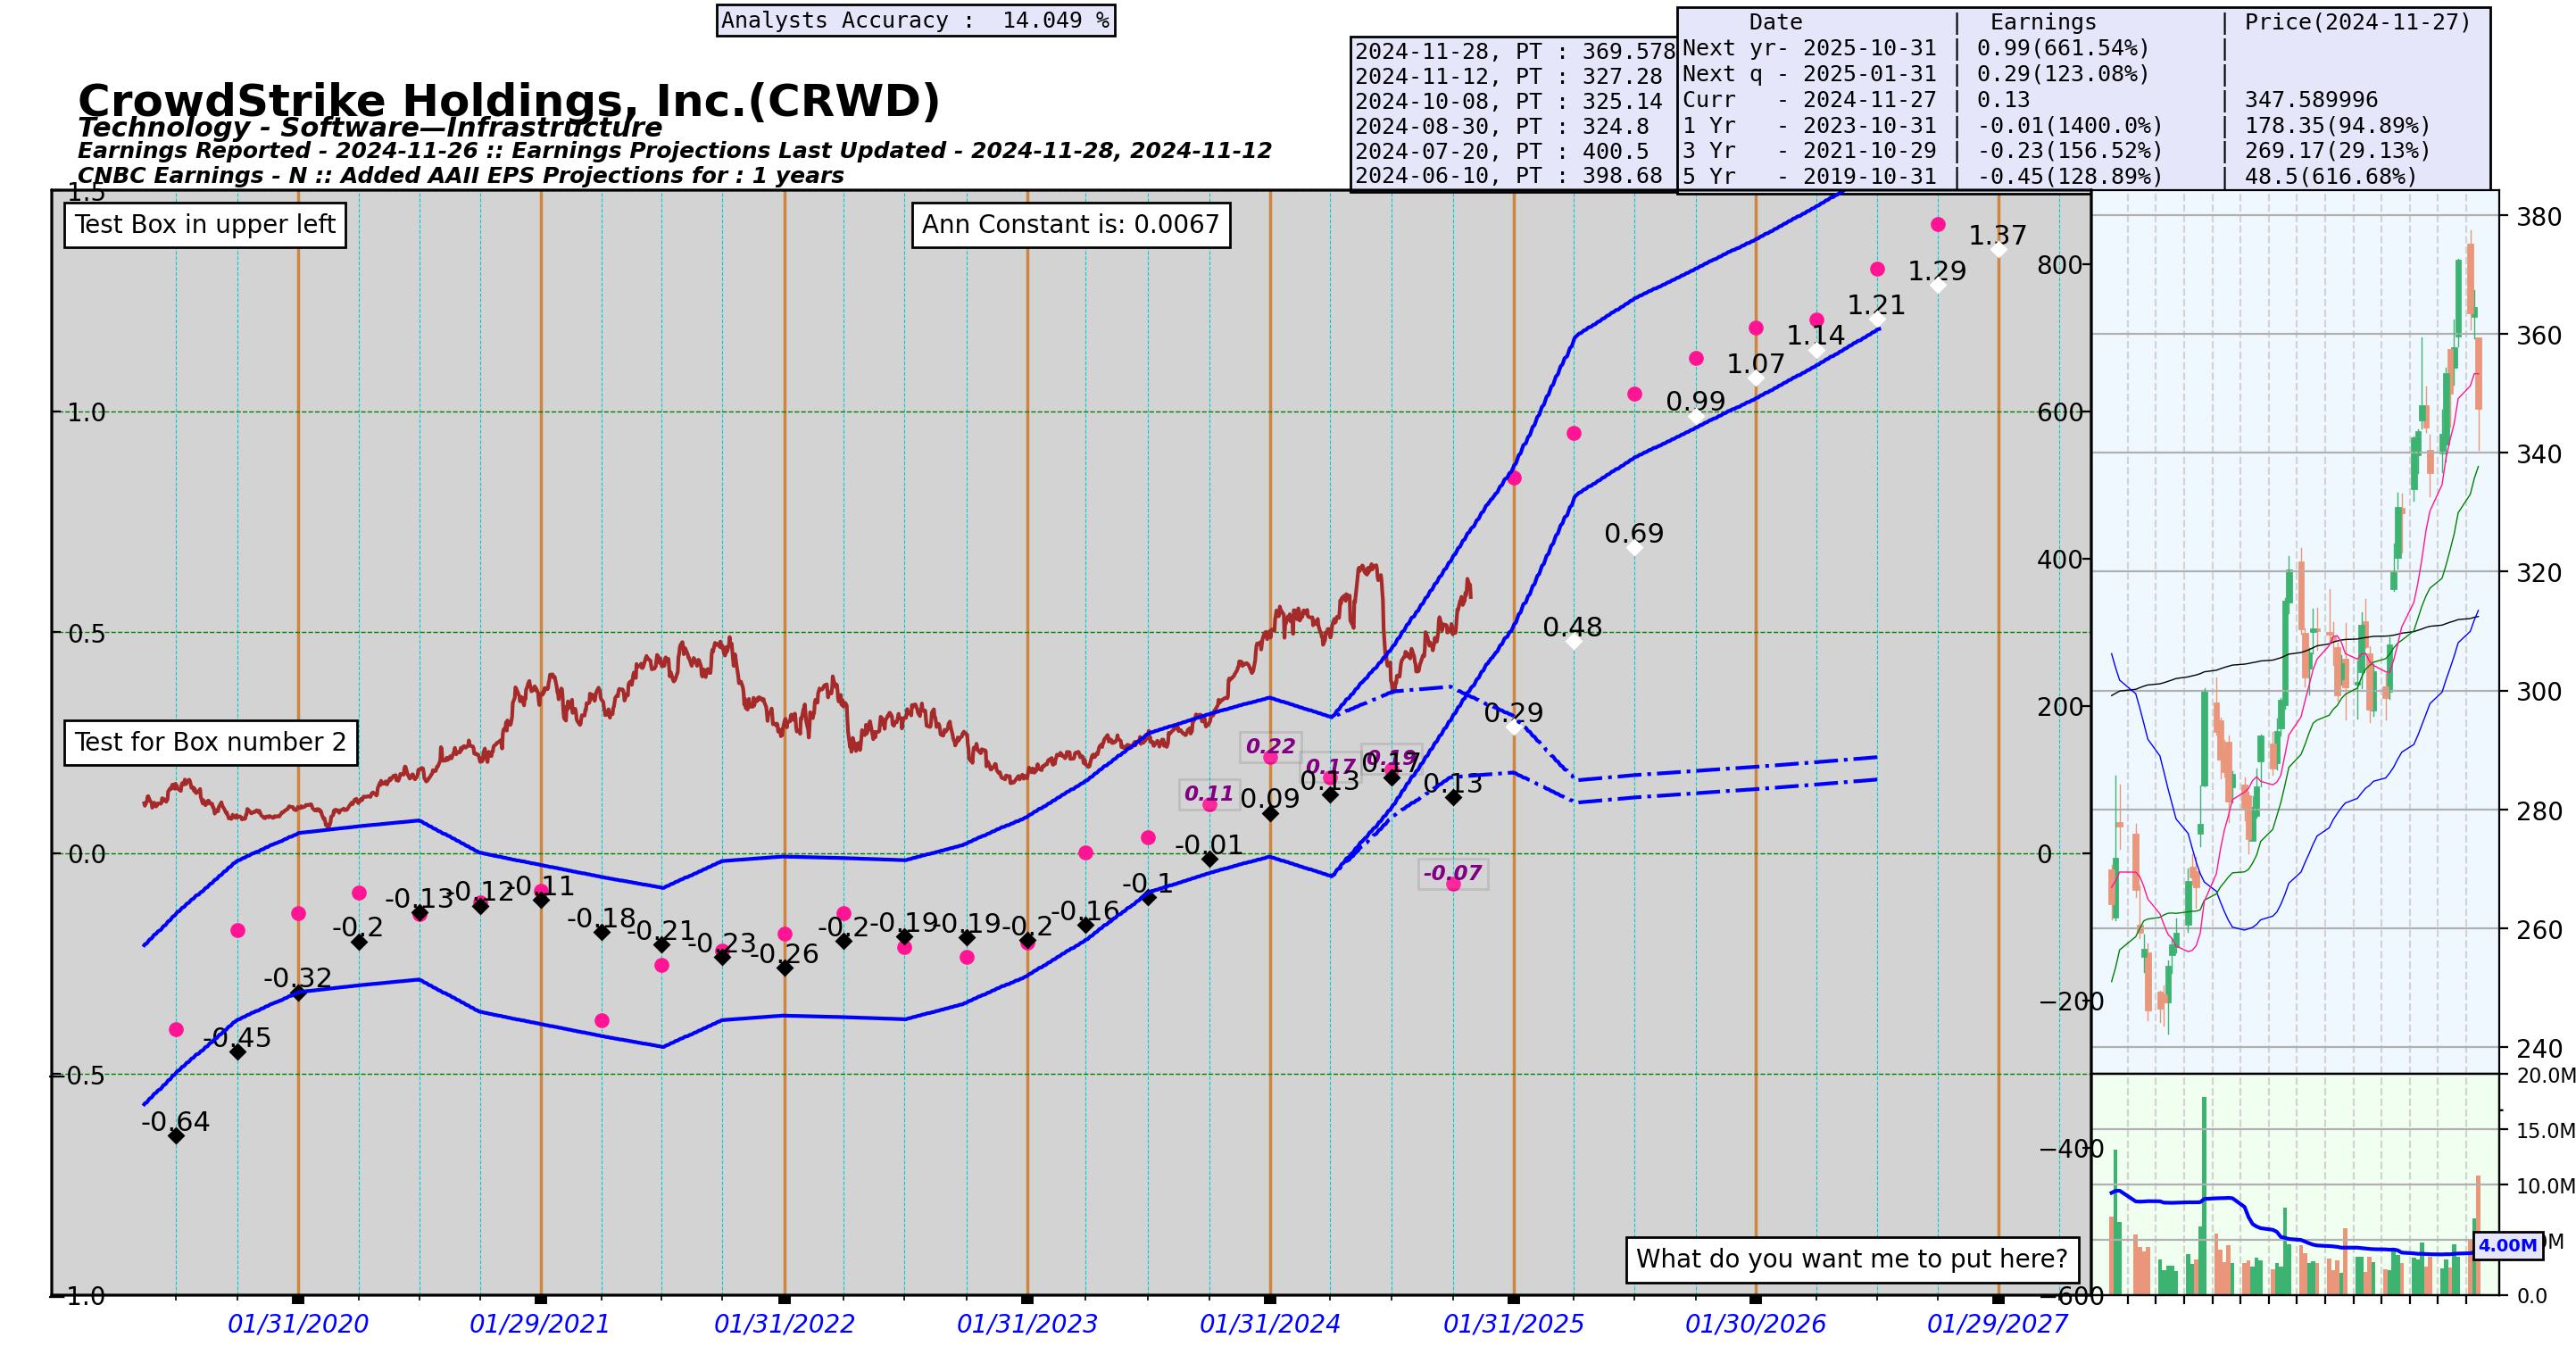 Analysts Accuracy :  14.049 %
CrowdStrike Holdings, Inc.(CRWD)
Technology - Software—Infrastructure
Earnings Reported - 2024-11-26 :: Earnings Projections Last Updated - 2024-11-28, 2024-11-12
CNBC Earnings - N :: Added AAII EPS Projections for : 1 years
2024-11-28, PT : 369.578
2024-11-12, PT : 327.28
2024-10-08, PT : 325.14
2024-08-30, PT : 324.8
2024-07-20, PT : 400.5
2024-06-10, PT : 398.68
Date | Earnings | Price(2024-11-27)
Next yr- 2025-10-31 | 0.99(661.54%) |
Next q - 2025-01-31 | 0.29(123.08%) |
Curr - 2024-11-27 | 0.13 | 347.589996
1 Yr - 2023-10-31 | -0.01(1400.0%) | 178.35(94.89%)
3 Yr - 2021-10-29 | -0.23(156.52%) | 269.17(29.13%)
5 Yr - 2019-10-31 | -0.45(128.89%) | 48.5(616.68%)
Test Box in upper left
Ann Constant is: 0.0067
Test for Box number 2
What do you want me to put here?
1.5
1.0
0.5
0.0
−0.5
−1.0
-0.64
-0.45
-0.32
-0.2
-0.13
-0.12
-0.11
-0.18
-0.21
-0.23
-0.26
-0.2
-0.19
-0.19
-0.2
-0.16
-0.1
-0.01
0.09
0.13
0.17
0.13
0.29
0.48
0.69
0.99
1.07
1.14
1.21
1.29
1.37
0.11
0.22
0.17
0.19
-0.07
800
600
400
200
0
−200
−400
−600
380
360
340
320
300
280
260
240
20.0M
15.0M
10.0M
4.00M
0.0
01/31/2020
01/29/2021
01/31/2022
01/31/2023
01/31/2024
01/31/2025
01/30/2026
01/29/2027